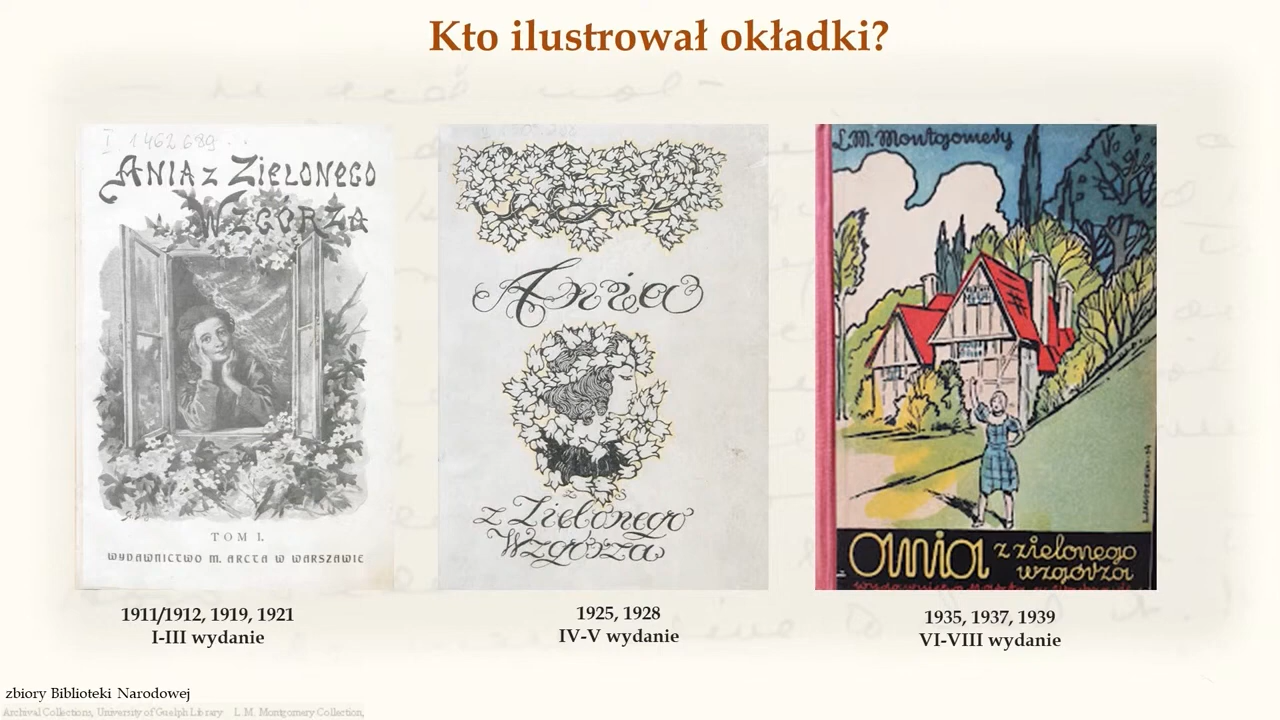 Kto ilustrował okładki?
I 1462689
ANIA Z ZIELONEGO
WZGÓRZA
TOM I.
WYDAWNICTWO M. ARCTA W WARSZAWIE
1911/1912, 1919, 1921
I-III wydanie
Ania
z Zielonego
Wzgórza
1925, 1928
IV-V wydanie
L. M. Montgomery
ania z zielonego
wzgórza
1935, 1937, 1939
VI-VIII wydanie
zbiory Biblioteki Narodowej
Archival Collections, University of Guelph Library L. M. Montgomery Collection,